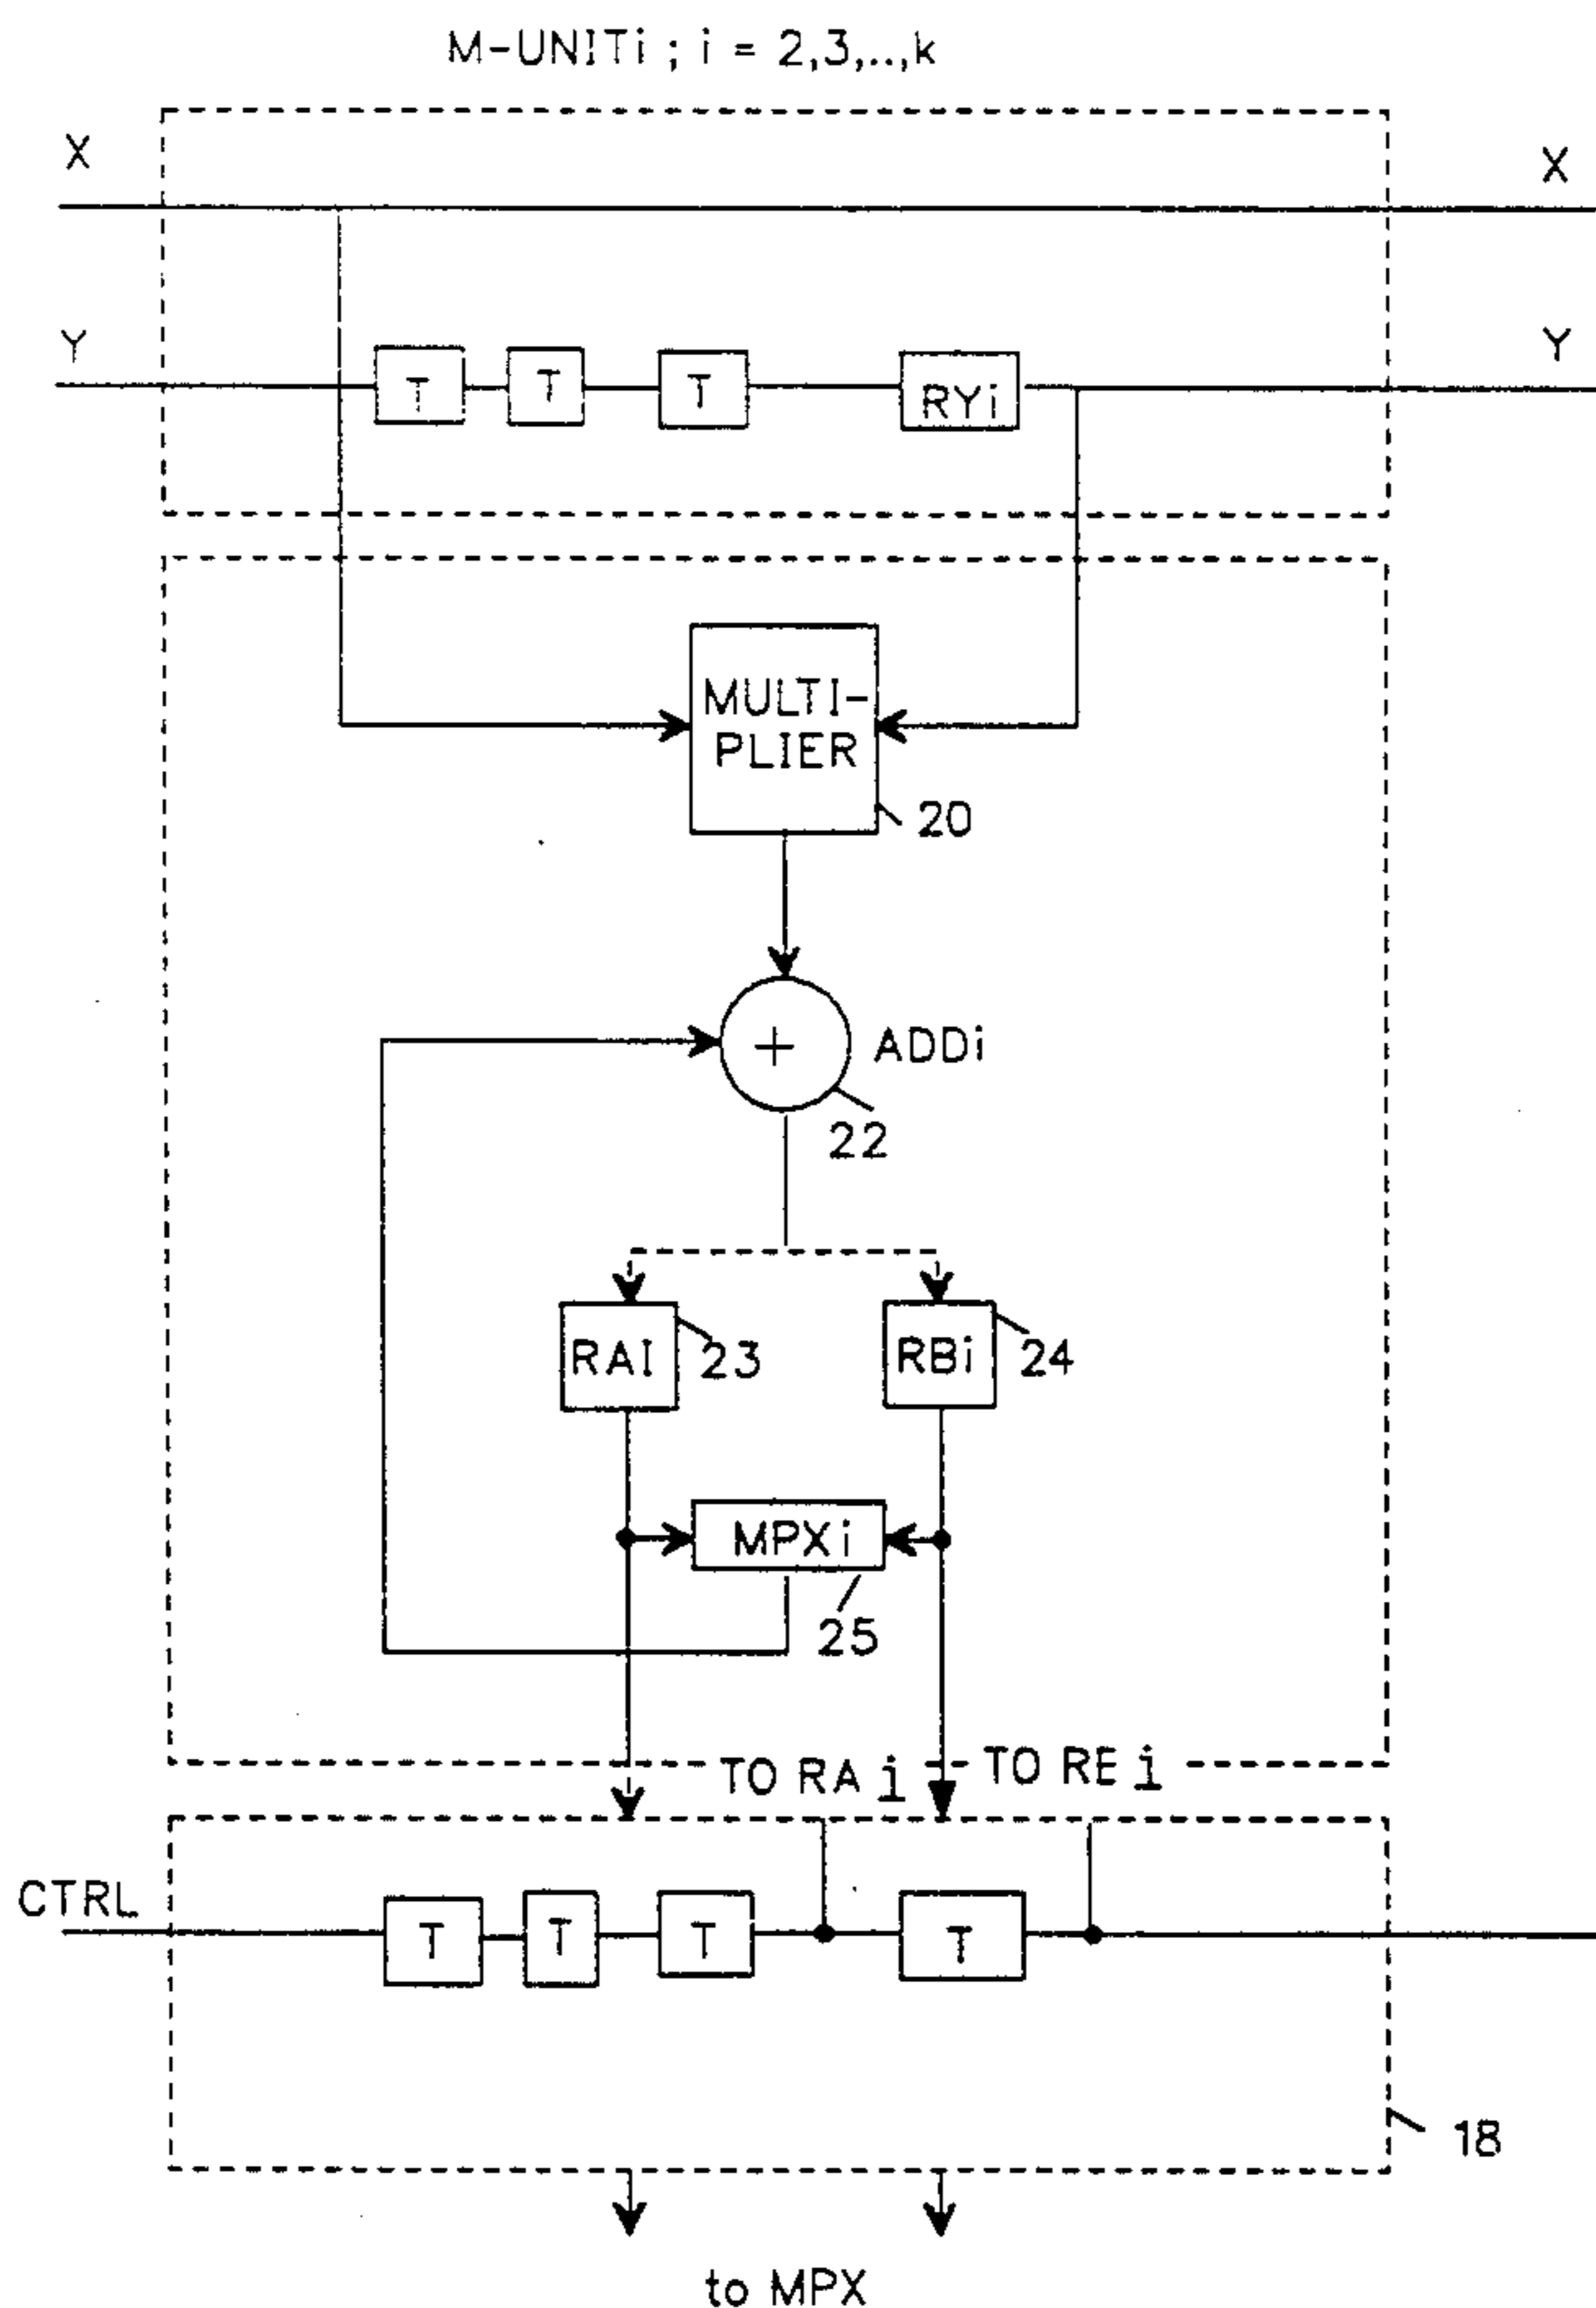 M-UNITi ; i = 2,3,..,k
X
X
Y
Y
T
T
T
RYi
MULTI-
PLIER
20
+
ADDi
22
RAI
23
RBi
24
MPXi
25
TO RA i
TO RE i
CTRL
T
T
T
T
18
to MPX